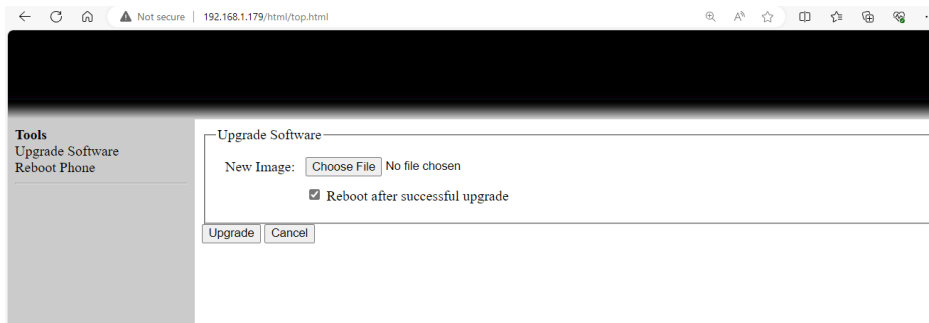 Not secure 192.168.1.179/html/top.html
Tools
Upgrade Software
Reboot Phone
Upgrade Software
New Image: Choose File No file chosen
Reboot after successful upgrade
Upgrade Cancel